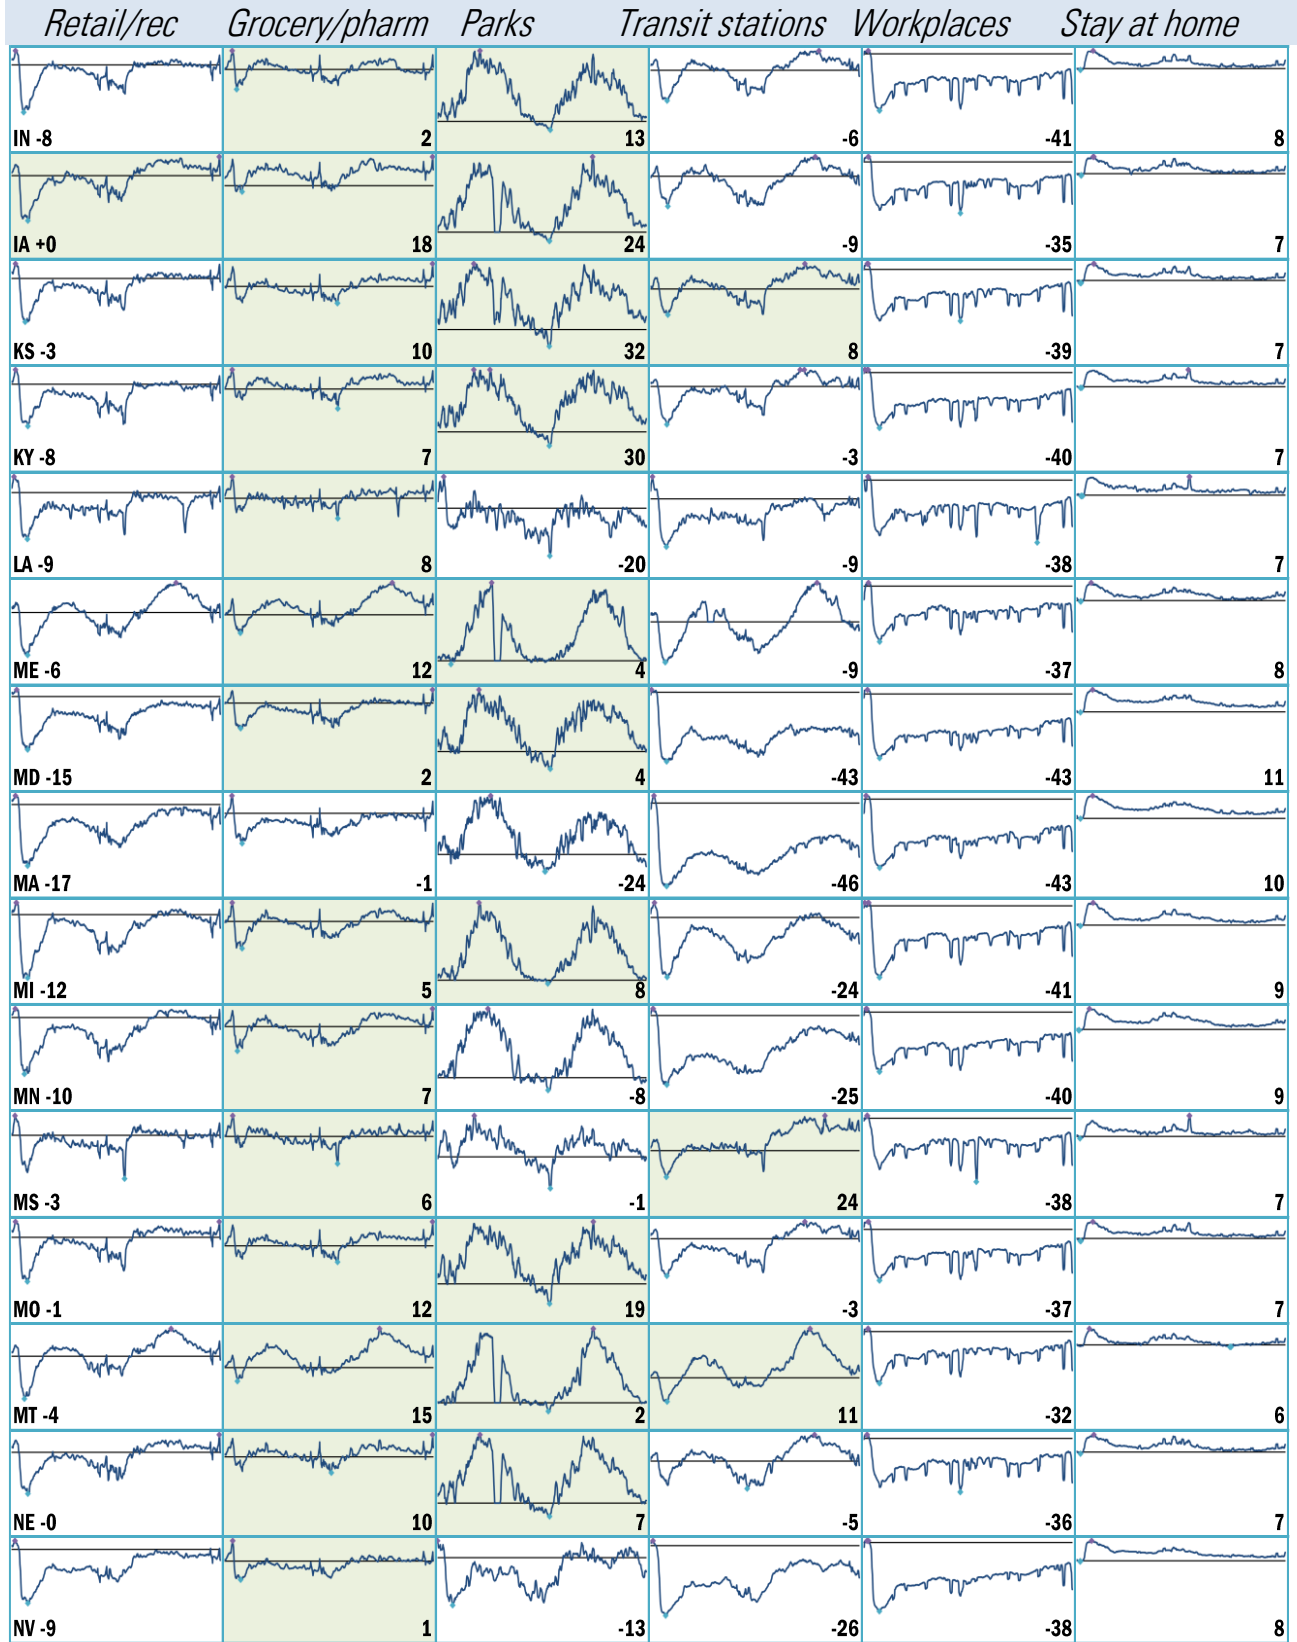 Retail/rec Grocery/pharm Parks Transit stations Workplaces Stay at home
IN -8 2 13 -6 -41 8
IA +0 18 24 -9 -35 7
KS -3 10 32 8 -39 7
KY -8 7 30 -3 -40 7
LA -9 8 -20 -9 -38 7
ME -6 12 4 -9 -37 8
MD -15 2 4 -43 -43 11
MA -17 -1 -24 -46 -43 10
MI -12 5 8 -24 -41 9
MN -10 7 -8 -25 -40 9
MS -3 6 -1 24 -38 7
MO -1 12 19 -3 -37 7
MT -4 15 2 11 -32 6
NE -0 10 7 -5 -36 7
NV -9 1 -13 -26 -38 8